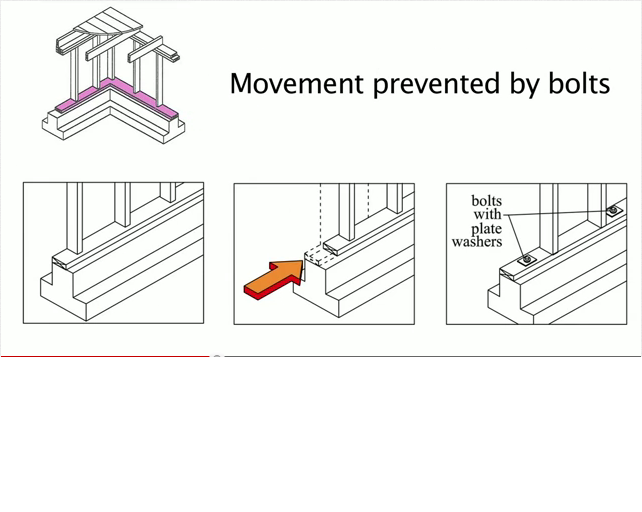 Movement prevented by bolts
bolts
with
plate
washers